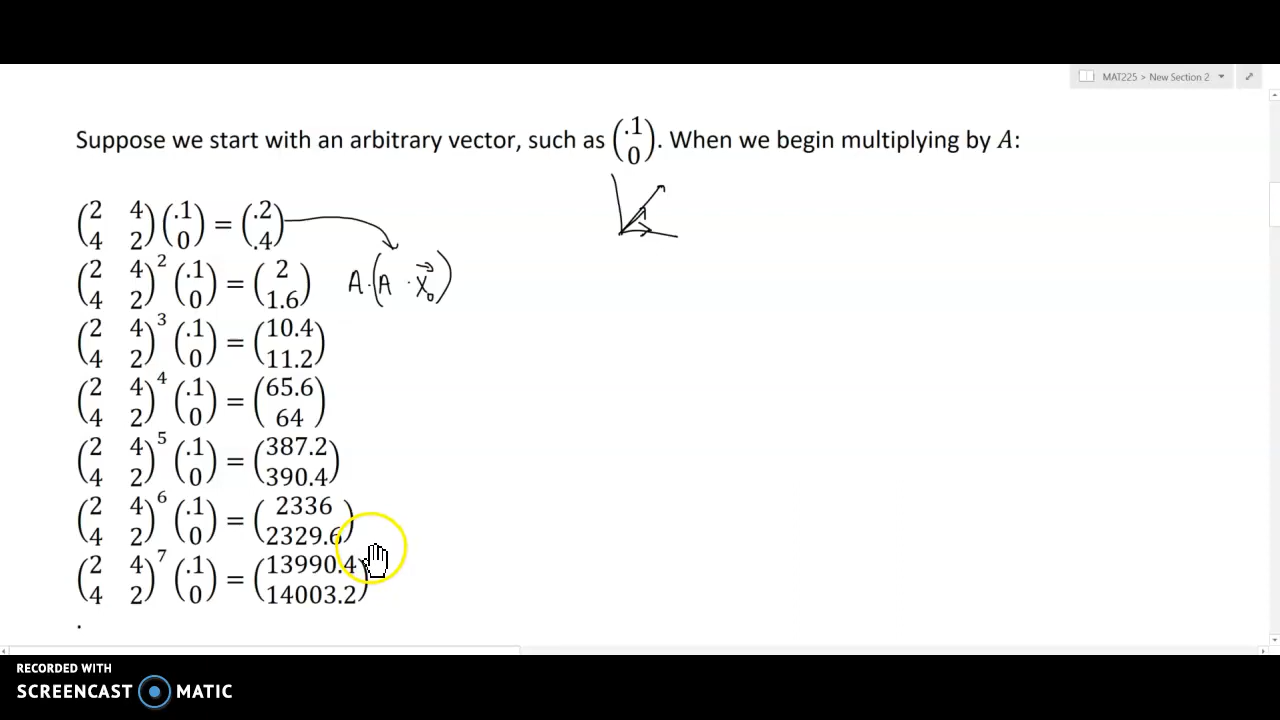 MAT225 > New Section 2
Suppose we start with an arbitrary vector, such as (.1 0). When we begin multiplying by A:
(2 4 4 2)(.1 0) = (.2 .4)
(2 4 4 2)^2 (.1 0) = (2 1.6) A·(A·x⃗₀)
(2 4 4 2)^3 (.1 0) = (10.4 11.2)
(2 4 4 2)^4 (.1 0) = (65.6 64)
(2 4 4 2)^5 (.1 0) = (387.2 390.4)
(2 4 4 2)^6 (.1 0) = (2336 2329.6)
(2 4 4 2)^7 (.1 0) = (13990.4 14003.2)
.
RECORDED WITH
SCREENCAST MATIC